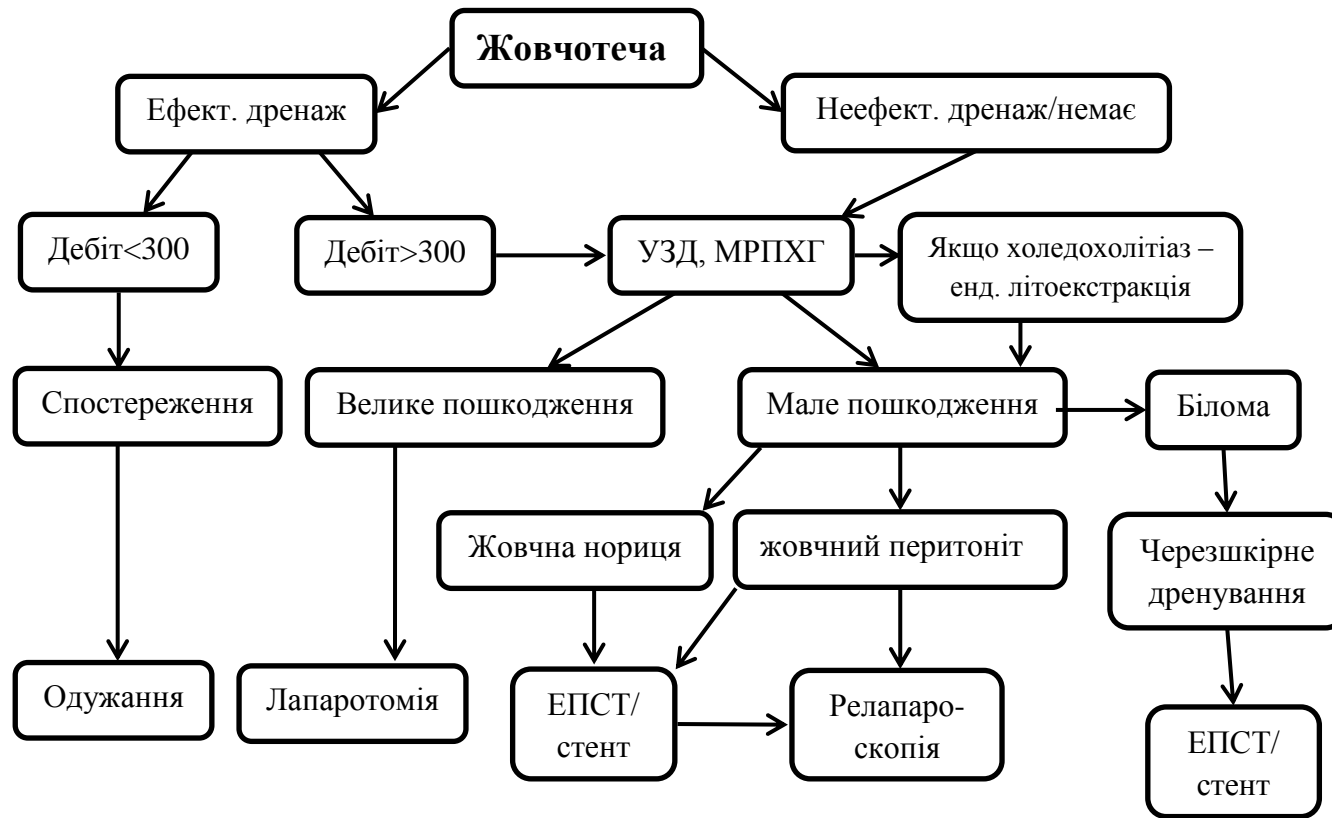 Жовчотеча
Ефект. дренаж
Неефект. дренаж/немає
Дебіт<300
Дебіт>300
УЗД, МРПХГ
Якщо холедохолітіаз –
енд. літоекстракція
Спостереження
Велике пошкодження
Мале пошкодження
Білома
Жовчна нориця
жовчний перитоніт
Черезшкірне
дренування
Одужання
Лапаротомія
ЕПСТ/
стент
Релапаро-
скопія
ЕПСТ/
стент